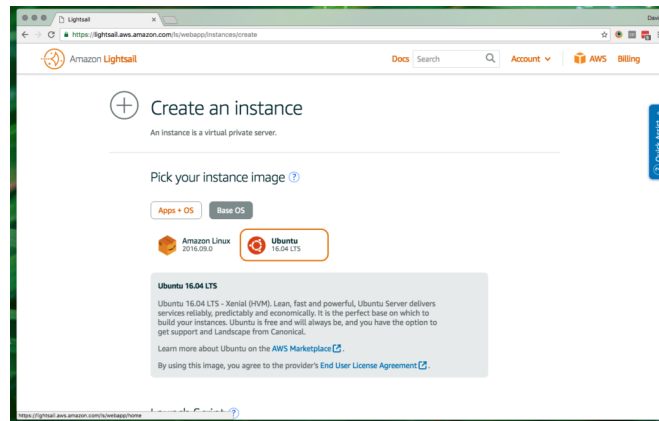 Lightsail
Devi
https://lightsail.aws.amazon.com/ls/webapp/instances/create
Amazon Lightsail
Docs Search Account AWS Billing
Create an instance
An instance is a virtual private server.
Quick Assist
Pick your instance image ?
Apps + OS Base OS
Amazon Linux
2016.09.0
Ubuntu
16.04 LTS
Ubuntu 16.04 LTS
Ubuntu 16.04 LTS - Xenial (HVM). Lean, fast and powerful, Ubuntu Server delivers
services reliably, predictably and economically. It is the perfect base on which to
build your instances. Ubuntu is free and will always be, and you have the option to
get support and Landscape from Canonical.
Learn more about Ubuntu on the AWS Marketplace.
By using this image, you agree to the provider's End User License Agreement.
Launch Script ?
https://lightsail.aws.amazon.com/ls/webapp/home